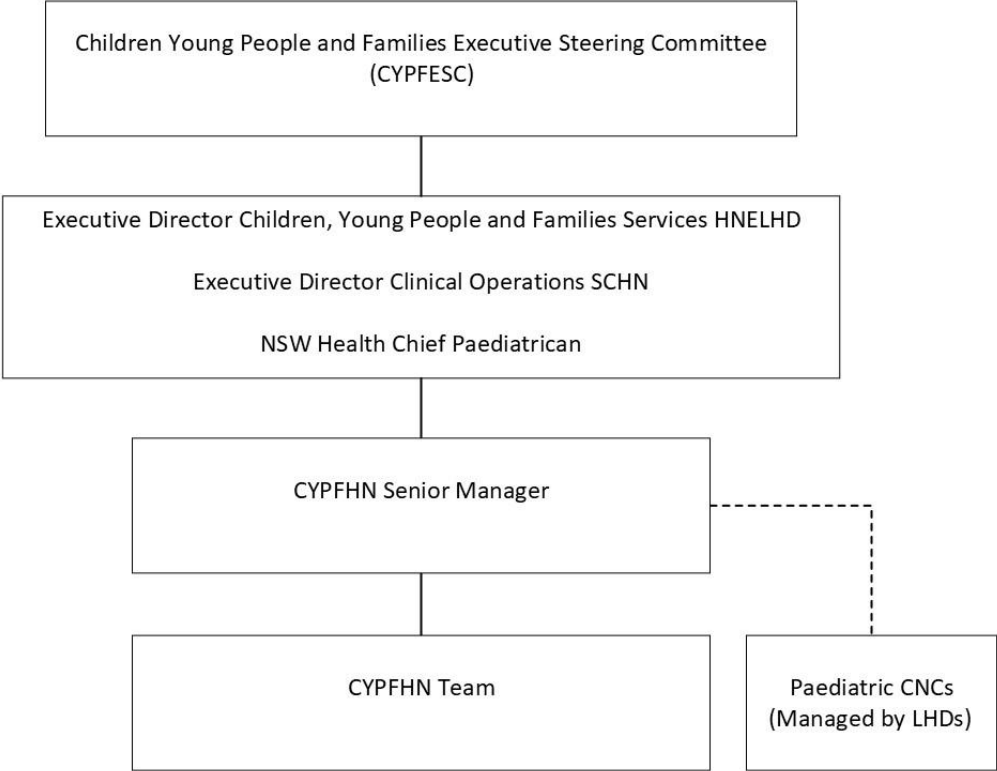 Children Young People and Families Executive Steering Committee
(CYPFESC)
Executive Director Children, Young People and Families Services HNELHD
Executive Director Clinical Operations SCHN
NSW Health Chief Paediatrican
CYPFHN Senior Manager
CYPFHN Team
Paediatric CNCs
(Managed by LHDs)